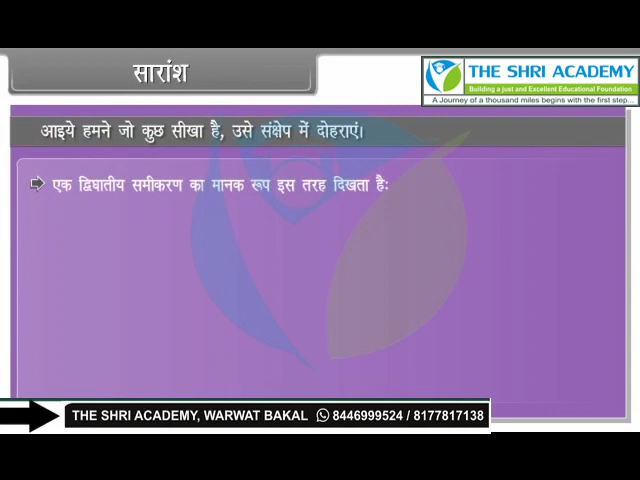 सारांश
THE SHRI ACADEMY
Building a just and Excellent Educational Foundation
A Journey of a thousand miles begins with the first step...
आइये हमने जो कुछ सीखा है, उसे संक्षेप में दोहराएं।
एक द्विघातीय समीकरण का मानक रूप इस तरह दिखता है:
THE SHRI ACADEMY, WARWAT BAKAL 8446999524 / 8177817138